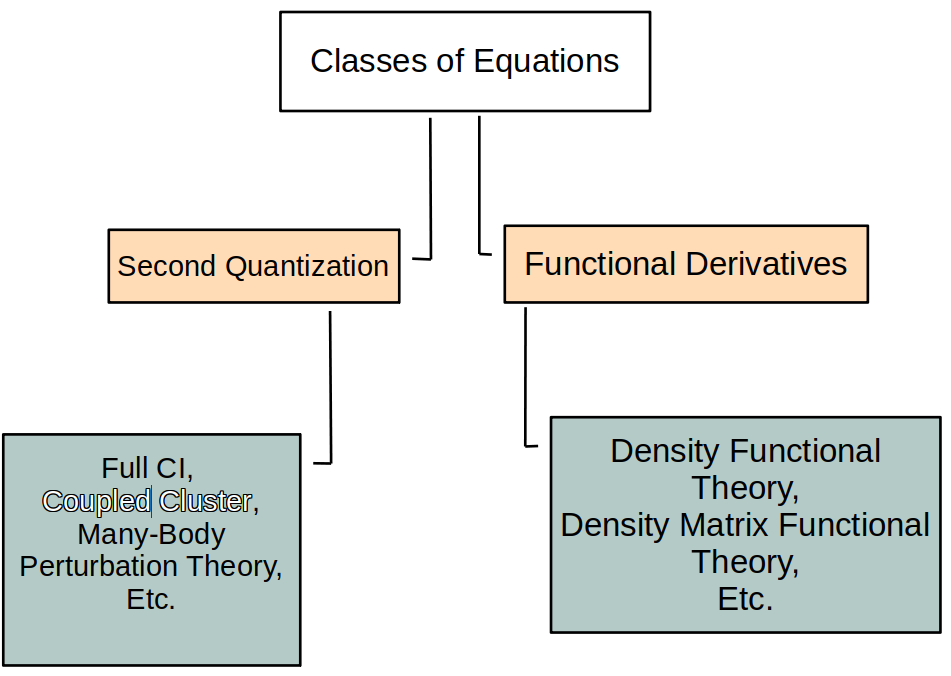 Classes of Equations
Second Quantization
Functional Derivatives
Full CI,
Coupled Cluster,
Many-Body
Perturbation Theory,
Etc.
Density Functional
Theory,
Density Matrix Functional
Theory,
Etc.